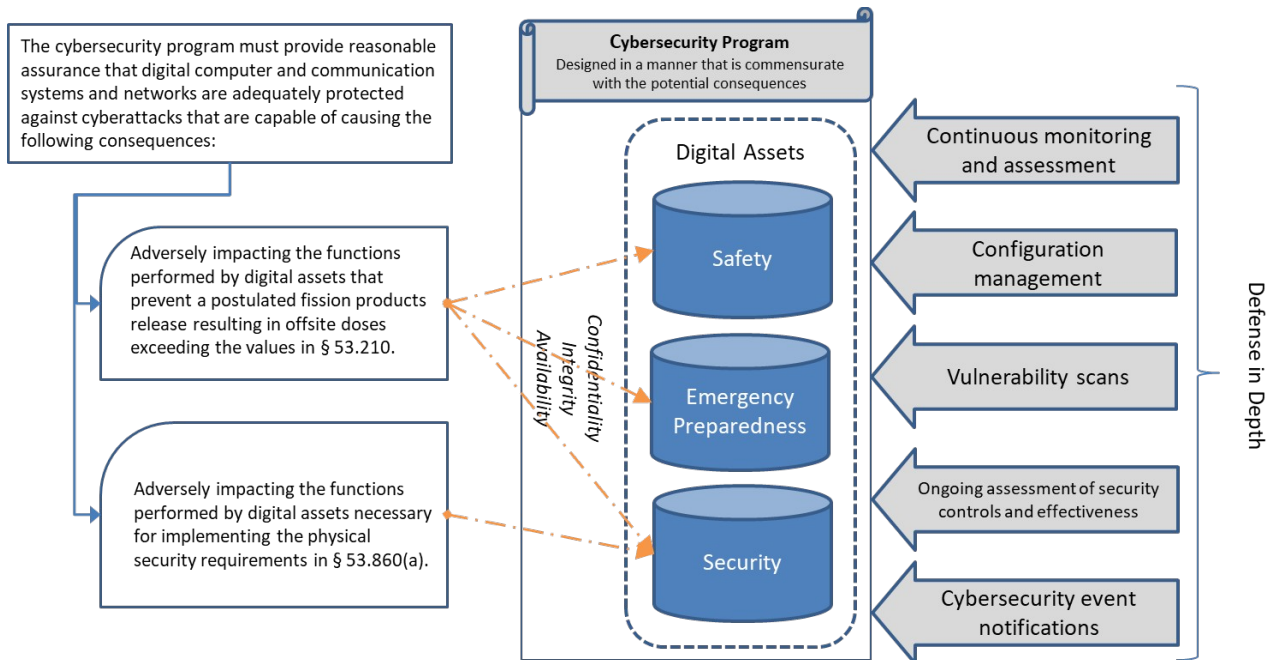 The cybersecurity program must provide reasonable
assurance that digital computer and communication
systems and networks are adequately protected
against cyberattacks that are capable of causing the
following consequences:
Adversely impacting the functions
performed by digital assets that
prevent a postulated fission products
release resulting in offsite doses
exceeding the values in § 53.210.
Adversely impacting the functions
performed by digital assets necessary
for implementing the physical
security requirements in § 53.860(a).
Cybersecurity Program
Designed in a manner that is commensurate
with the potential consequences
Confidentiality
Integrity
Availability
Digital Assets
Safety
Emergency
Preparedness
Security
Continuous monitoring
and assessment
Configuration
management
Vulnerability scans
Ongoing assessment of security
controls and effectiveness
Cybersecurity event
notifications
Defense in Depth